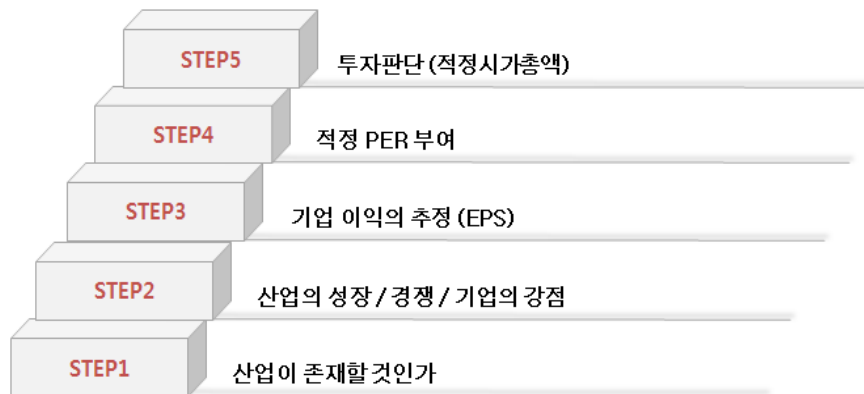 STEP5 투자판단 (적정시가총액)
STEP4 적정 PER 부여
STEP3 기업 이익의 추정 (EPS)
STEP2 산업의 성장 / 경쟁 / 기업의 강점
STEP1 산업이 존재할것인가